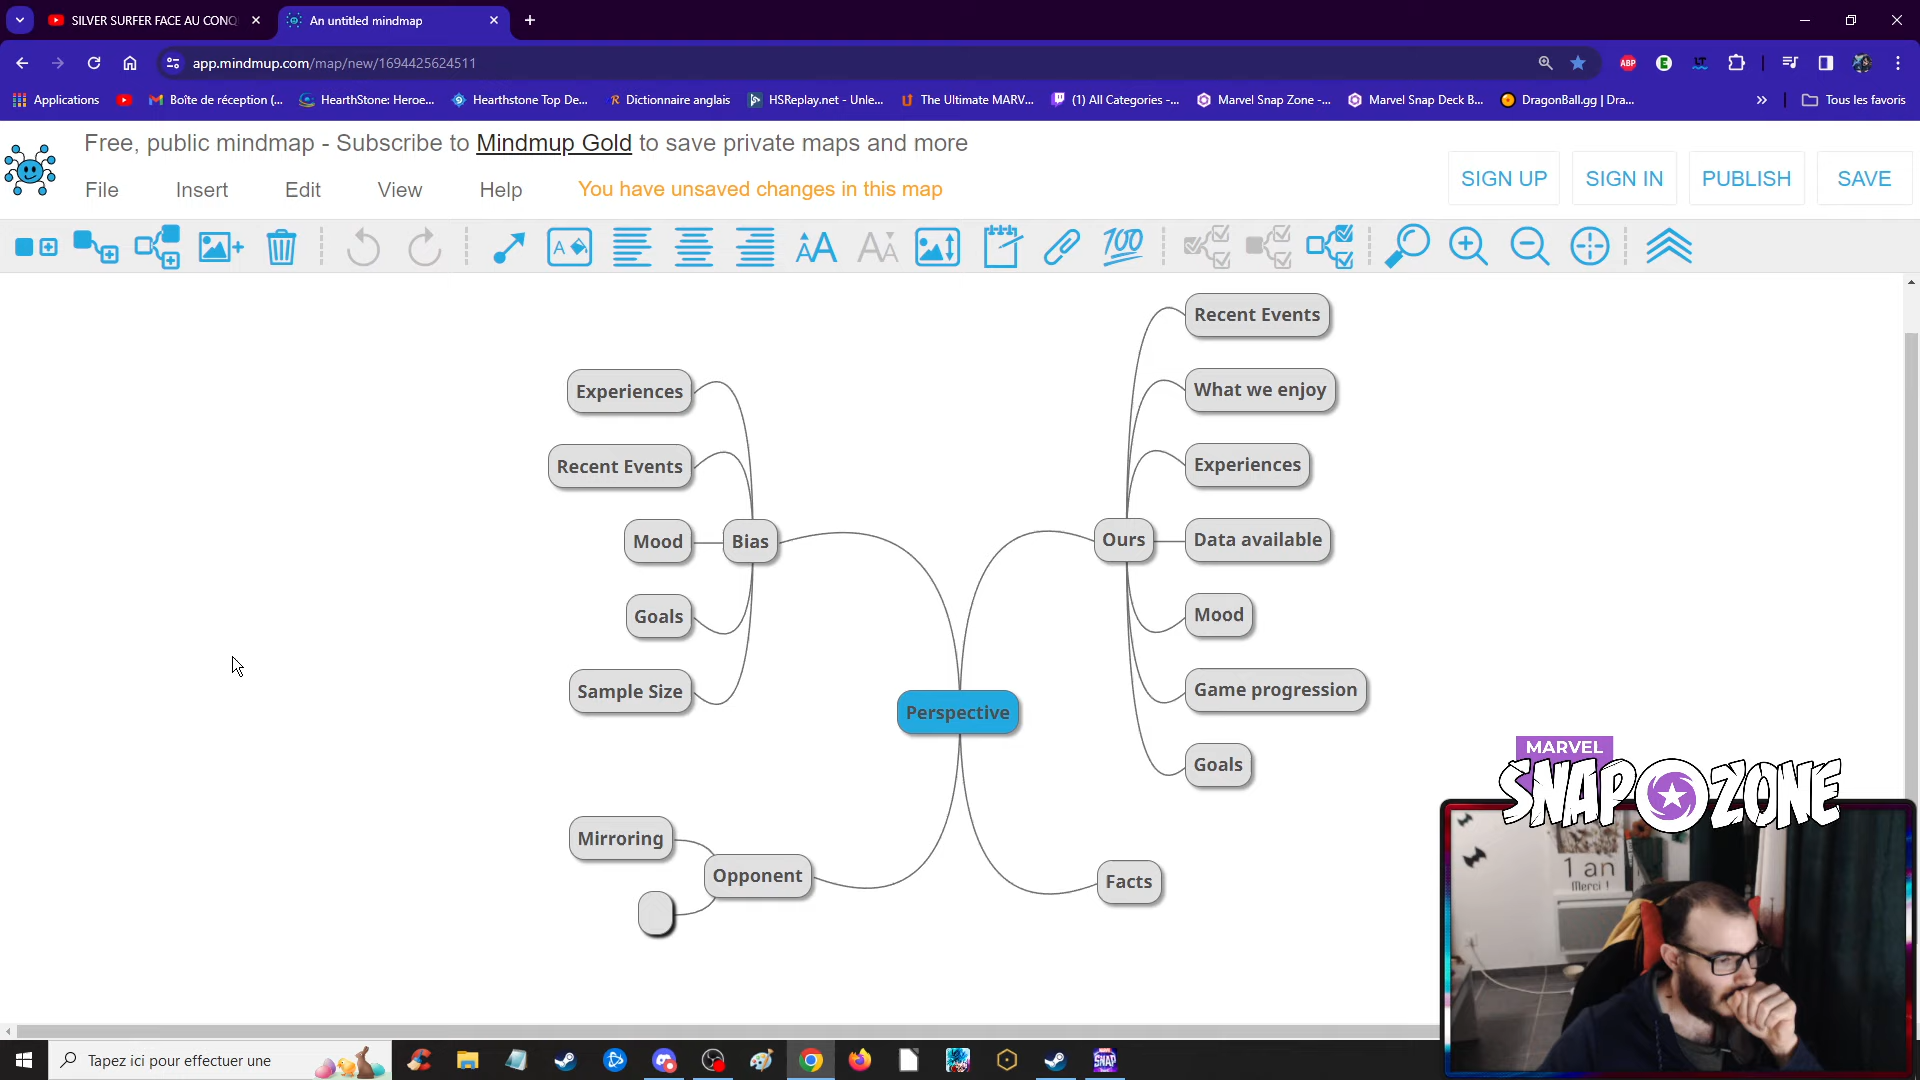 SILVER SURFER FACE AU CONQ
An untitled mindmap
app.mindmup.com/map/new/1694425624511
ABP
Applications
Boîte de réception (...
HearthStone: Heroe...
Hearthstone Top De...
Dictionnaire anglais
HSReplay.net - Unle...
The Ultimate MARV...
(1) All Categories -...
Marvel Snap Zone -...
Marvel Snap Deck B...
DragonBall.gg | Dra...
Tous les favoris
Free, public mindmap - Subscribe to Mindmup Gold to save private maps and more
File
Insert
Edit
View
Help
You have unsaved changes in this map
SIGN UP
SIGN IN
PUBLISH
SAVE
A
AA
AA
100
Recent Events
What we enjoy
Experiences
Data available
Mood
Game progression
Goals
Ours
Experiences
Recent Events
Mood
Goals
Sample Size
Bias
Perspective
Mirroring
Opponent
Facts
MARVEL
SNAP ZONE
1 an
Merci !
Tapez ici pour effectuer une
SNAP